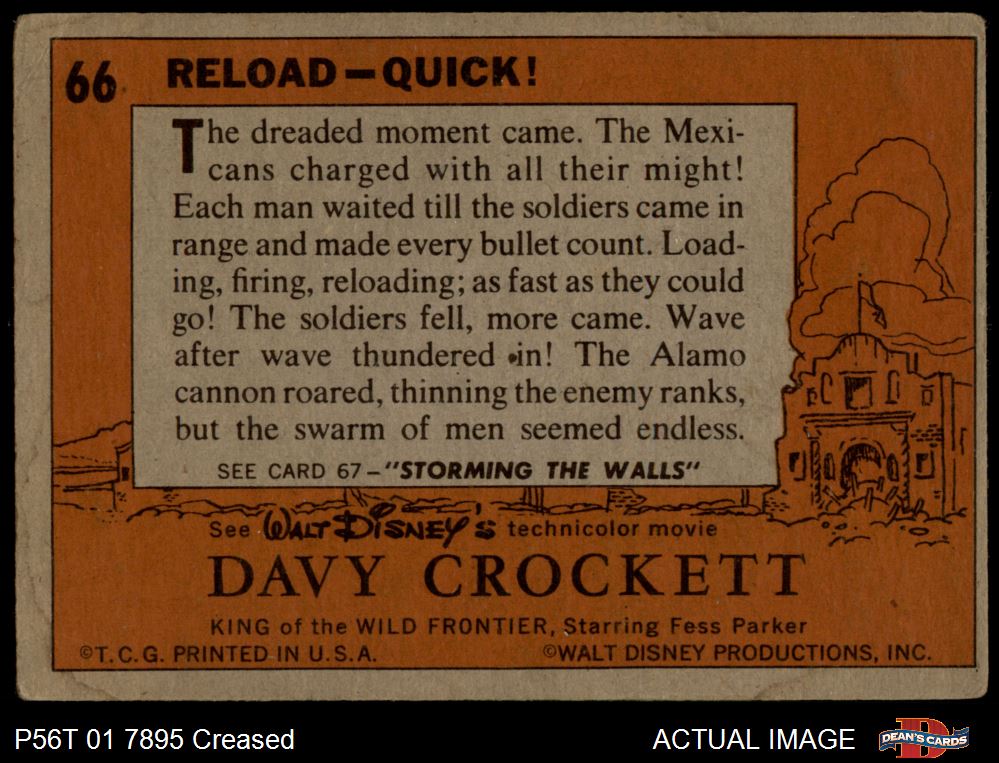 66 RELOAD—QUICK!
The dreaded moment came. The Mexi-
cans charged with all their might!
Each man waited till the soldiers came in
range and made every bullet count. Load-
ing, firing, reloading; as fast as they could
go! The soldiers fell, more came. Wave
after wave thundered in! The Alamo
cannon roared, thinning the enemy ranks,
but the swarm of men seemed endless.
SEE CARD 67—"STORMING THE WALLS"
See WALT DISNEY'S technicolor movie
DAVY CROCKETT
KING of the WILD FRONTIER, Starring Fess Parker
©T.C.G. PRINTED IN U.S.A. ©WALT DISNEY PRODUCTIONS, INC.
P56T 01 7895 Creased ACTUAL IMAGE D DEAN'S CARDS